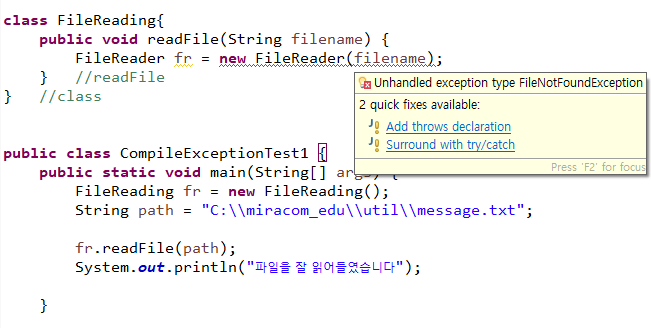 class FileReading{
public void readFile(String filename) {
FileReader fr = new FileReader(filename);
} //readFile
} //class
Unhandled exception type FileNotFoundException
2 quick fixes available:
Add throws declaration
Surround with try/catch
Press 'F2' for focus
public class CompileExceptionTest1 {
public static void main(String[] args) {
FileReading fr = new FileReading();
String path = "C:\\miracom_edu\\util\\message.txt";
fr.readFile(path);
System.out.println("파일을 잘 읽어들였습니다");
}